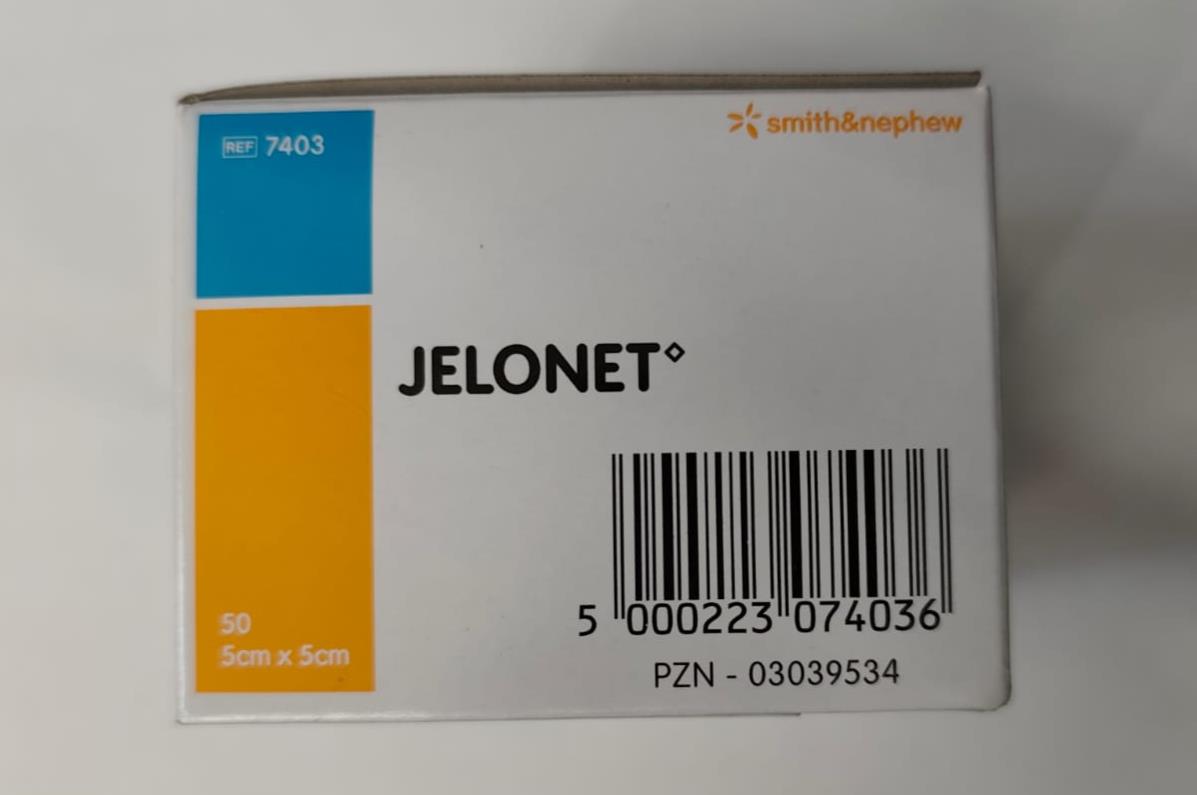 REF 7403
smith&nephew
JELONET◊
50
5cm x 5cm
5 000223 074036
PZN - 03039534